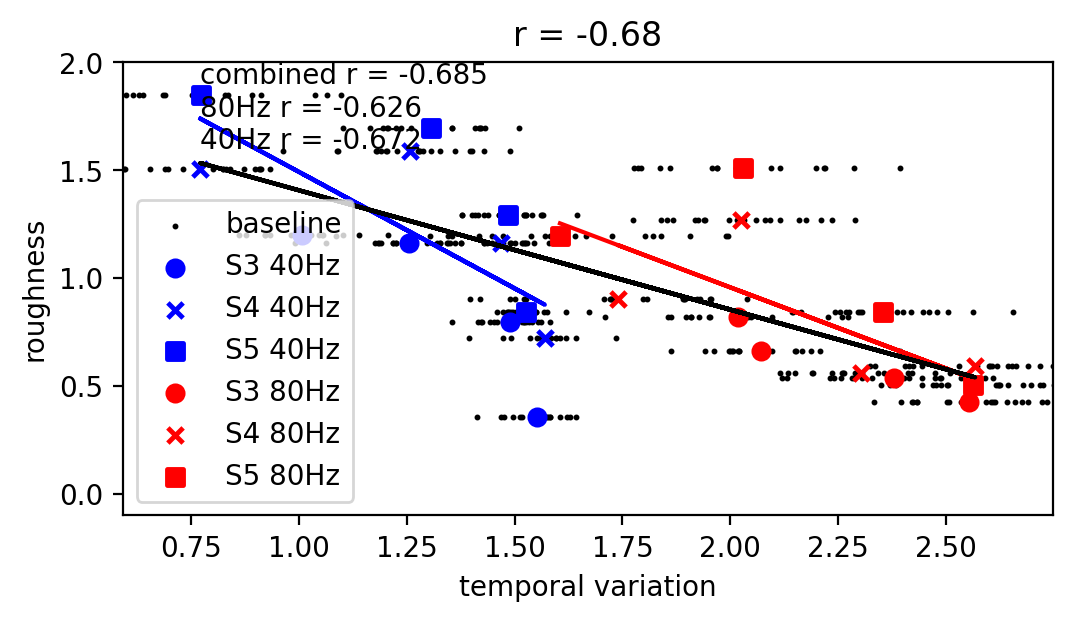 r = -0.68
combined r = -0.685
80Hz r = -0.626
40Hz r = -0.672
baseline
S3 40Hz
S4 40Hz
S5 40Hz
S3 80Hz
S4 80Hz
S5 80Hz
roughness
2.0
1.5
1.0
0.5
0.0
0.75 1.00 1.25 1.50 1.75 2.00 2.25 2.50
temporal variation